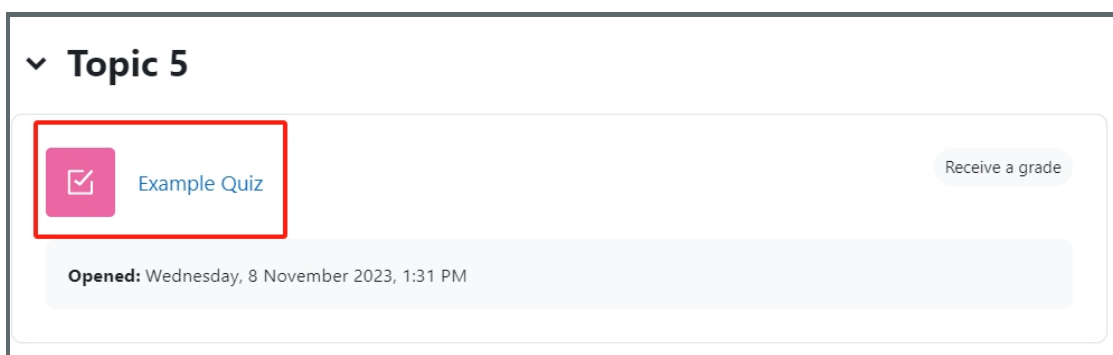 Topic 5
Example Quiz
Receive a grade
Opened: Wednesday, 8 November 2023, 1:31 PM